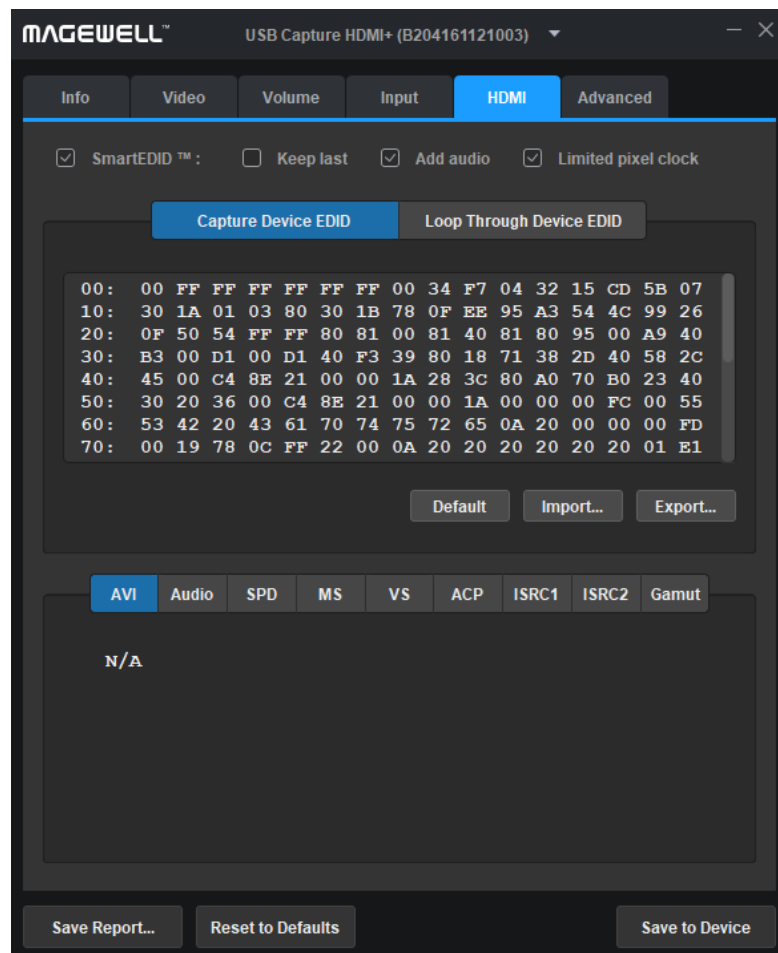 MAGEWELL™ USB Capture HDMI+ (B204161121003)
Info Video Volume Input HDMI Advanced
SmartEDID ™ : Keep last Add audio Limited pixel clock
Capture Device EDID Loop Through Device EDID
00: 00 FF FF FF FF FF FF 00 34 F7 04 32 15 CD 5B 07
10: 30 1A 01 03 80 30 1B 78 0F EE 95 A3 54 4C 99 26
20: 0F 50 54 FF FF 80 81 00 81 40 81 80 95 00 A9 40
30: B3 00 D1 00 D1 40 F3 39 80 18 71 38 2D 40 58 2C
40: 45 00 C4 8E 21 00 00 1A 28 3C 80 A0 70 B0 23 40
50: 30 20 36 00 C4 8E 21 00 00 1A 00 00 00 FC 00 55
60: 53 42 20 43 61 70 74 75 72 65 0A 20 00 00 00 FD
70: 00 19 78 0C FF 22 00 0A 20 20 20 20 20 20 01 E1
Default Import... Export...
AVI Audio SPD MS VS ACP ISRC1 ISRC2 Gamut
N/A
Save Report... Reset to Defaults Save to Device